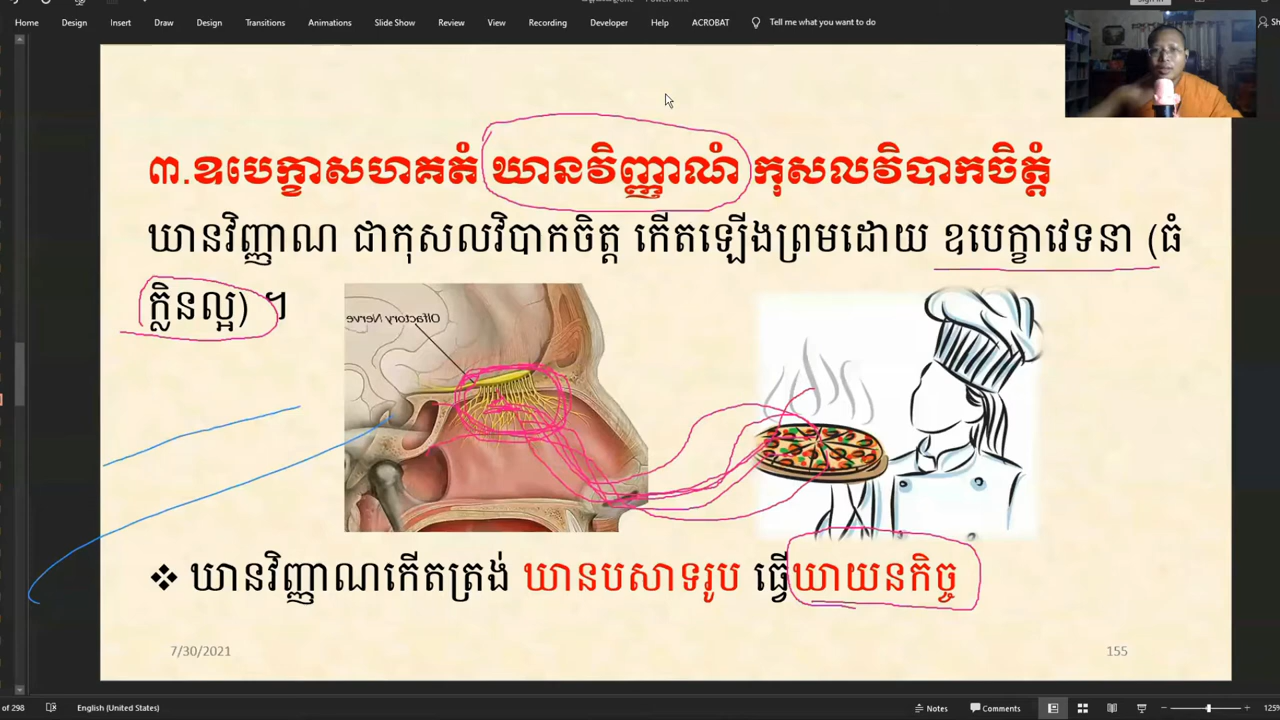 Home Insert Draw Design Transitions Animations Slide Show Review View Recording Developer Help ACROBAT Tell me what you want to do
៣.ឧបេក្ខាសហគតំ ឃានវិញ្ញាណំ កុសលវិបាកចិត្តំ
ឃានវិញ្ញាណ ជាកុសលវិបាកចិត្ត កើតឡើងព្រមដោយ ឧបេក្ខាវេទនា (ធំ
ក្លិនល្អ) ។
Olfactory Nerve
❖ ឃានវិញ្ញាណកើតត្រង់ ឃានបសាទរូប ធ្វើឃាយនកិច្ច
7/30/2021 155
of 298 English (United States) Notes Comments 125%